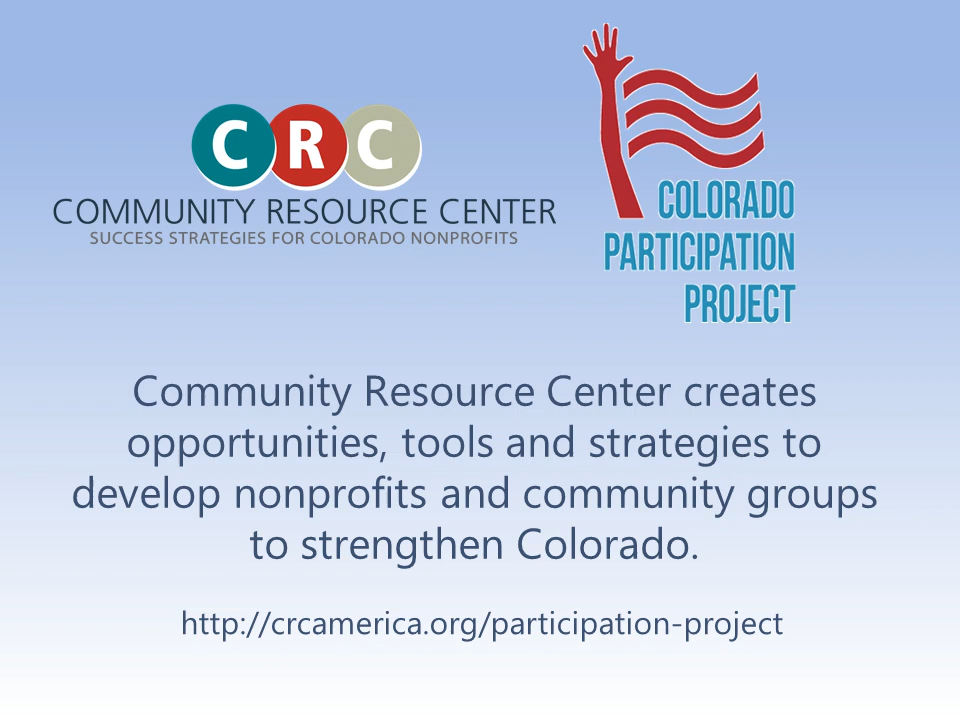 CRC
COMMUNITY RESOURCE CENTER
SUCCESS STRATEGIES FOR COLORADO NONPROFITS
COLORADO
PARTICIPATION
PROJECT
Community Resource Center creates
opportunities, tools and strategies to
develop nonprofits and community groups
to strengthen Colorado.
http://crcamerica.org/participation-project